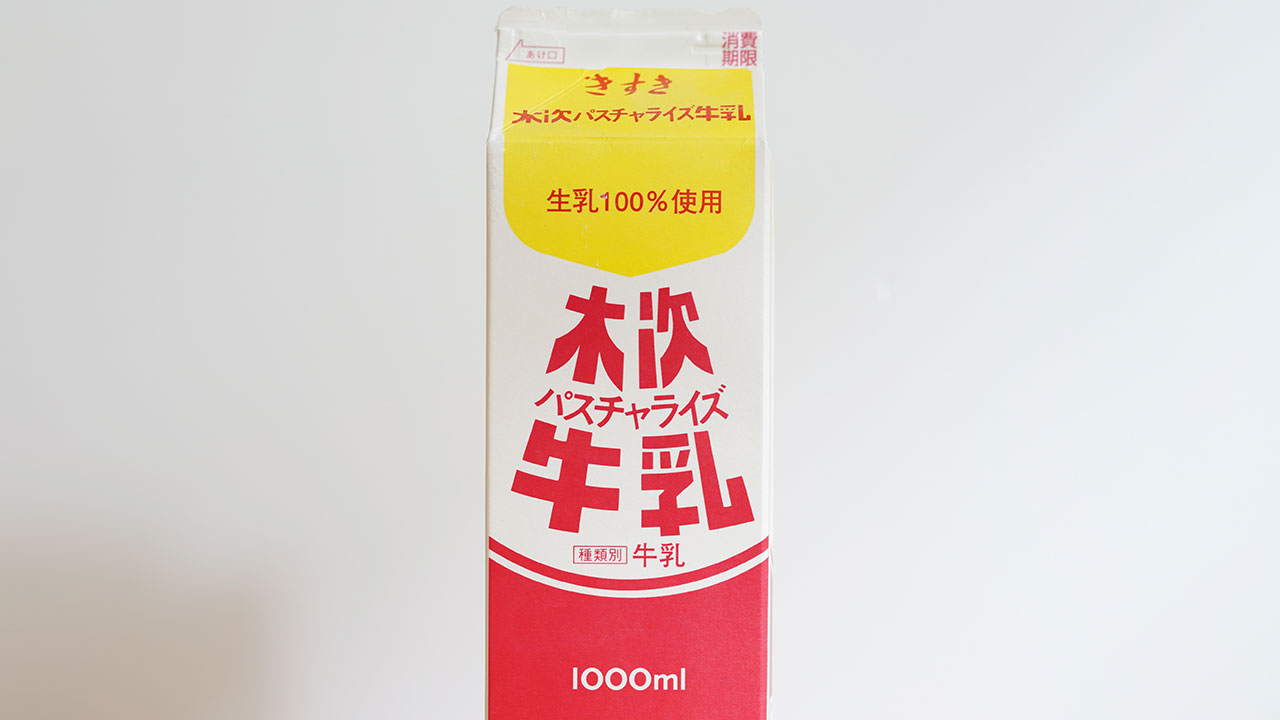 あけ口
消費
期限
きすき
木次パスチャライズ牛乳
生乳100%使用
木次
パスチャライズ
牛乳
種類別 牛乳
1000ml